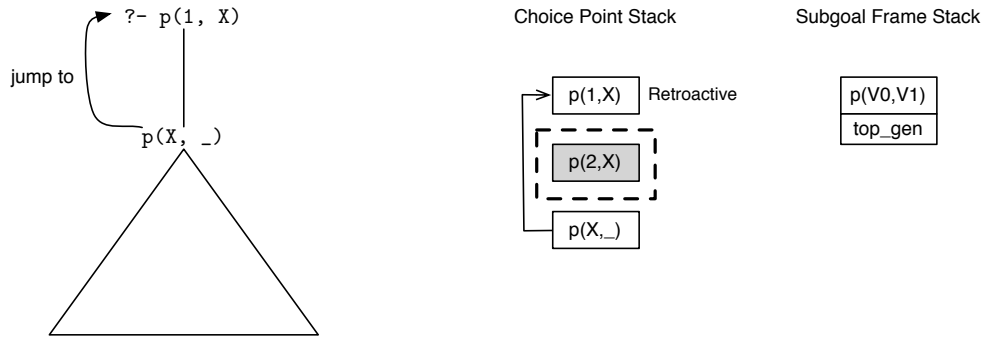 ?- p(1, X)
jump to
p(X, _)
Choice Point Stack
p(1,X) Retroactive
p(2,X)
p(X,_)
Subgoal Frame Stack
p(V0,V1)
top_gen